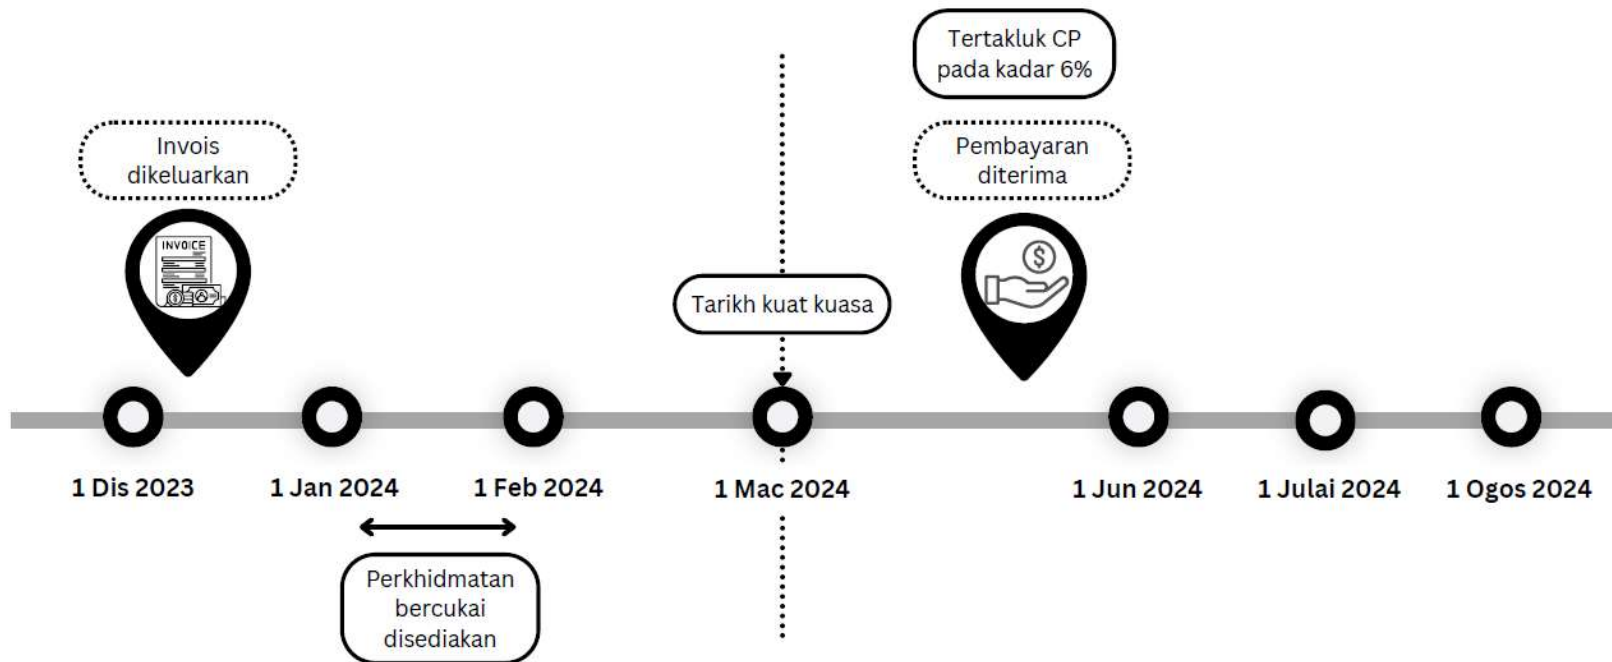 Tertakluk CP
pada kadar 6%
Invois
dikeluarkan
Pembayaran
diterima
INVOICE
$
Tarikh kuat kuasa
1 Dis 2023
1 Jan 2024
1 Feb 2024
1 Mac 2024
1 Jun 2024
1 Julai 2024
1 Ogos 2024
Perkhidmatan
bercukai
disediakan